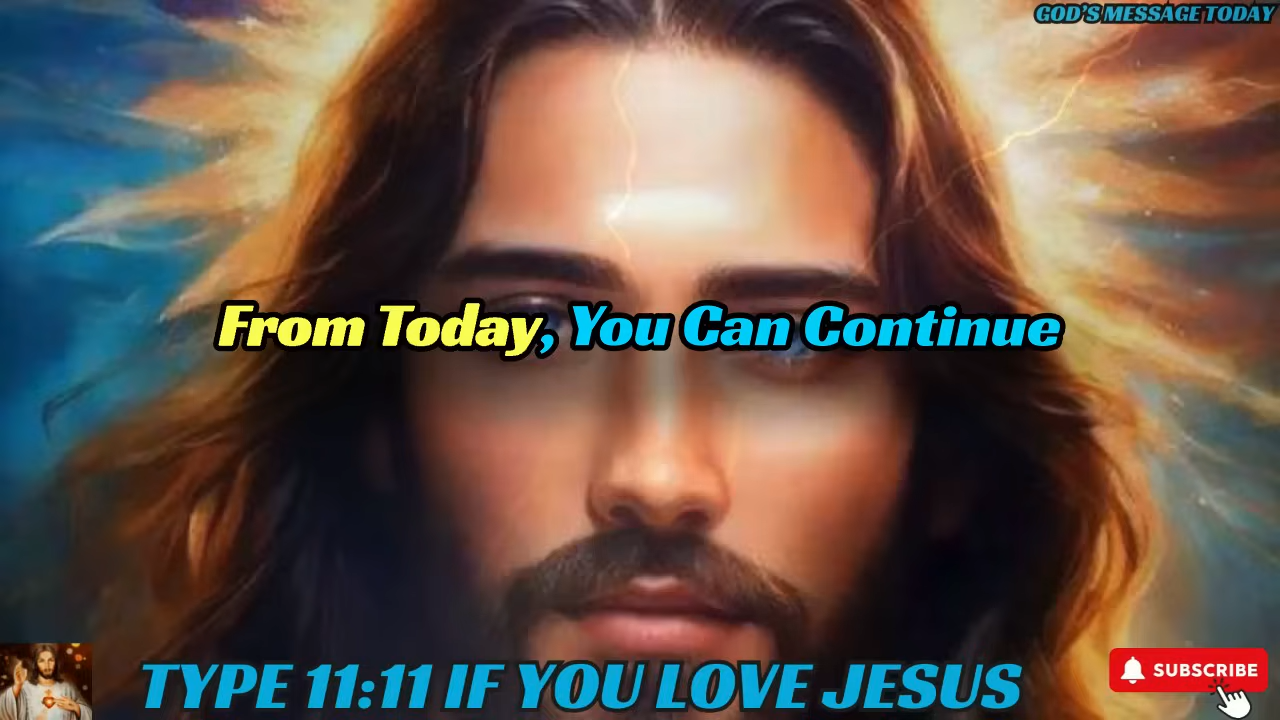 GOD'S MESSAGE TODAY
From Today, You Can Continue
TYPE 11:11 IF YOU LOVE JESUS
SUBSCRIBE